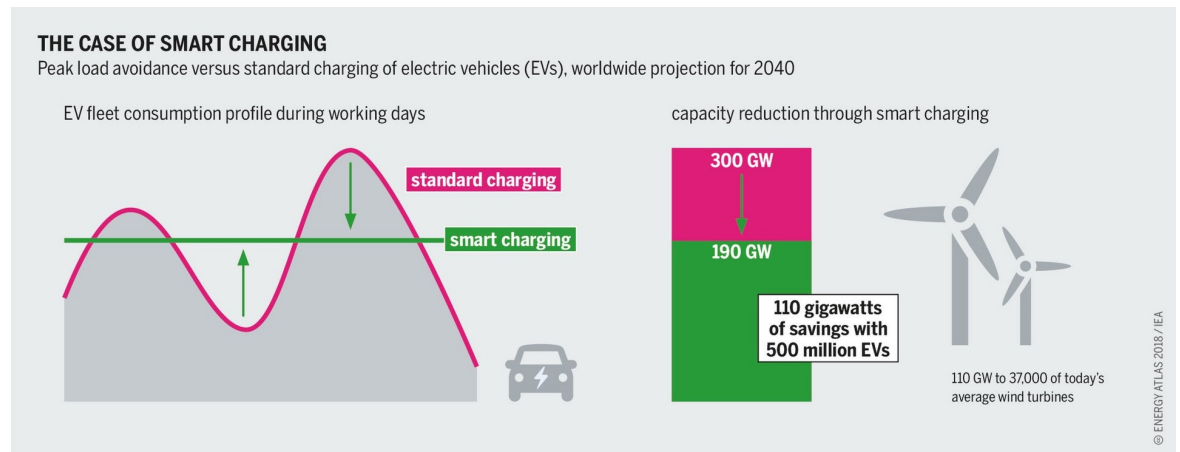 THE CASE OF SMART CHARGING
Peak load avoidance versus standard charging of electric vehicles (EVs), worldwide projection for 2040
EV fleet consumption profile during working days
standard charging
smart charging
capacity reduction through smart charging
300 GW
190 GW
110 gigawatts
of savings with
500 million EVs
110 GW to 37,000 of today's
average wind turbines
© ENERGY ATLAS 2018 / IEA